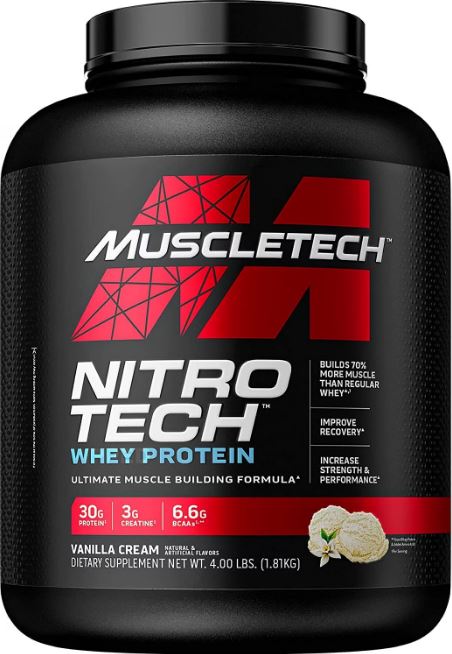 MUSCLETECH™
NITRO
TECH™
WHEY PROTEIN
ULTIMATE MUSCLE BUILDING FORMULA^
BUILDS 70%
MORE MUSCLE
THAN REGULAR
WHEY
IMPROVE
RECOVERY^
INCREASE
STRENGTH &
PERFORMANCE^
30G
PROTEIN
3G
CREATINE
6.6G
BCAAs
VANILLA CREAM NATURAL &
ARTIFICIAL FLAVORS
DIETARY SUPPLEMENT NET WT. 4.00 LBS. (1.81KG)